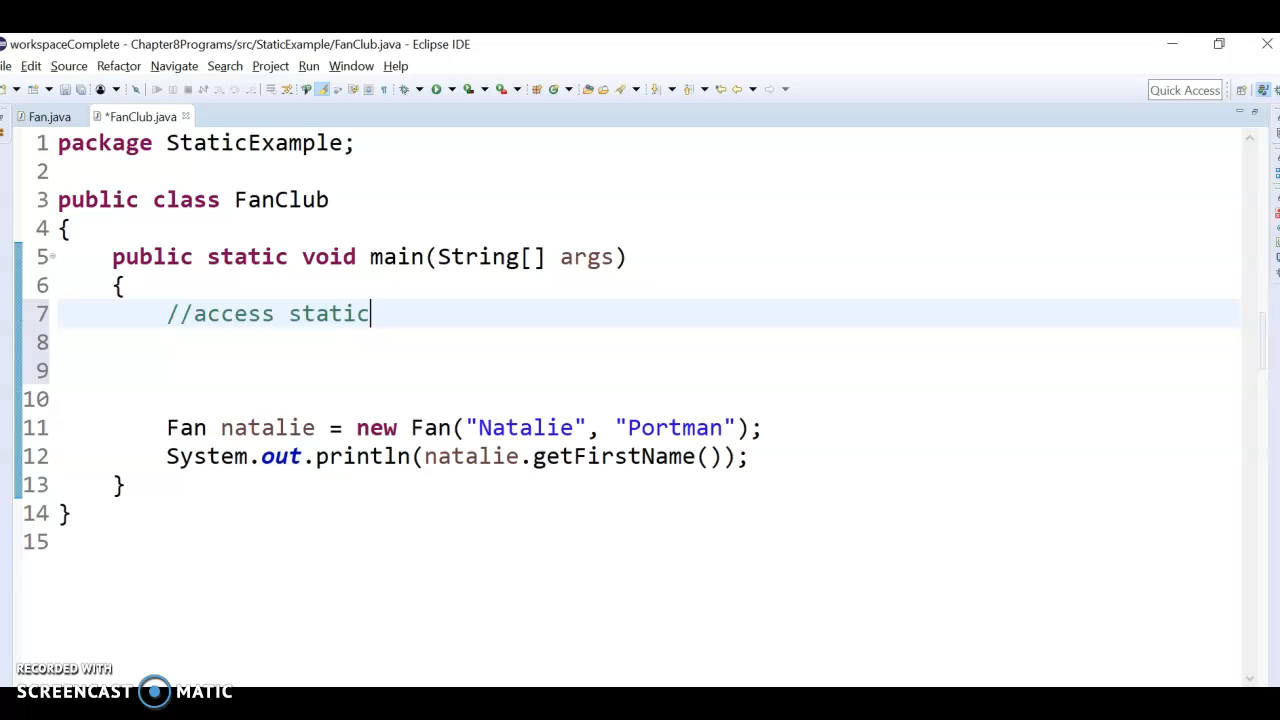 workspaceComplete - Chapter8Programs/src/StaticExample/FanClub.java - Eclipse IDE
ile Edit Source Refactor Navigate Search Project Run Window Help
Quick Access
Fan.java *FanClub.java
1 package StaticExample;
2
3 public class FanClub
4 {
5 public static void main(String[] args)
6 {
7 //access static
8
9
10
11 Fan natalie = new Fan("Natalie", "Portman");
12 System.out.println(natalie.getFirstName());
13 }
14 }
15
RECORDED WITH
SCREENCAST MATIC